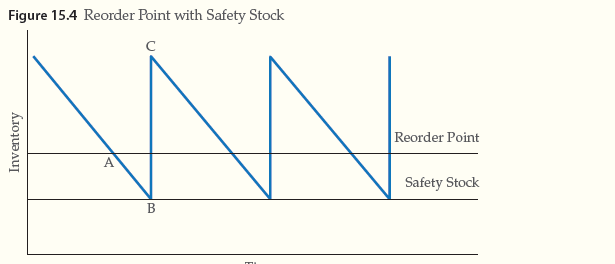 Figure 15.4 Reorder Point with Safety Stock
C
Inventory
Reorder Point
A
Safety Stock
B